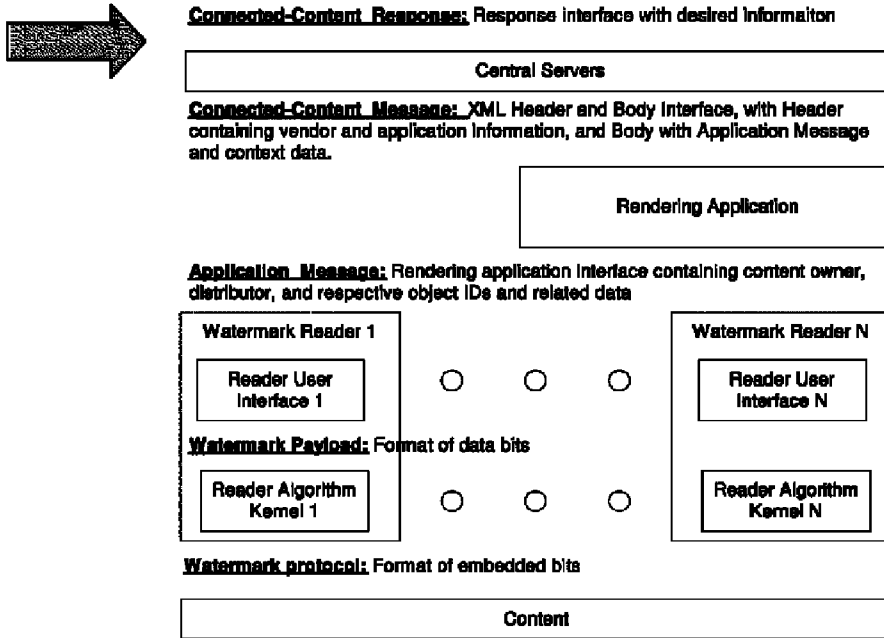 Connected-Content Response: Response interface with desired Informaiton
Central Servers
Connected-Content Message: XML Header and Body Interface, with Header
containing vendor and application Information, and Body with Application Message
and context data.
Rendering Application
Application Message: Rendering application Interface containing content owner,
distributor, and respective object IDs and related data
Watermark Reader 1
Watermark Reader N
Reader User
Interface 1
Reader User
Interface N
Watermark Payload: Format of data bits
Reader Algorithm
Kernel 1
Reader Algorithm
Kernel N
Watermark protocol: Format of embedded bits
Content